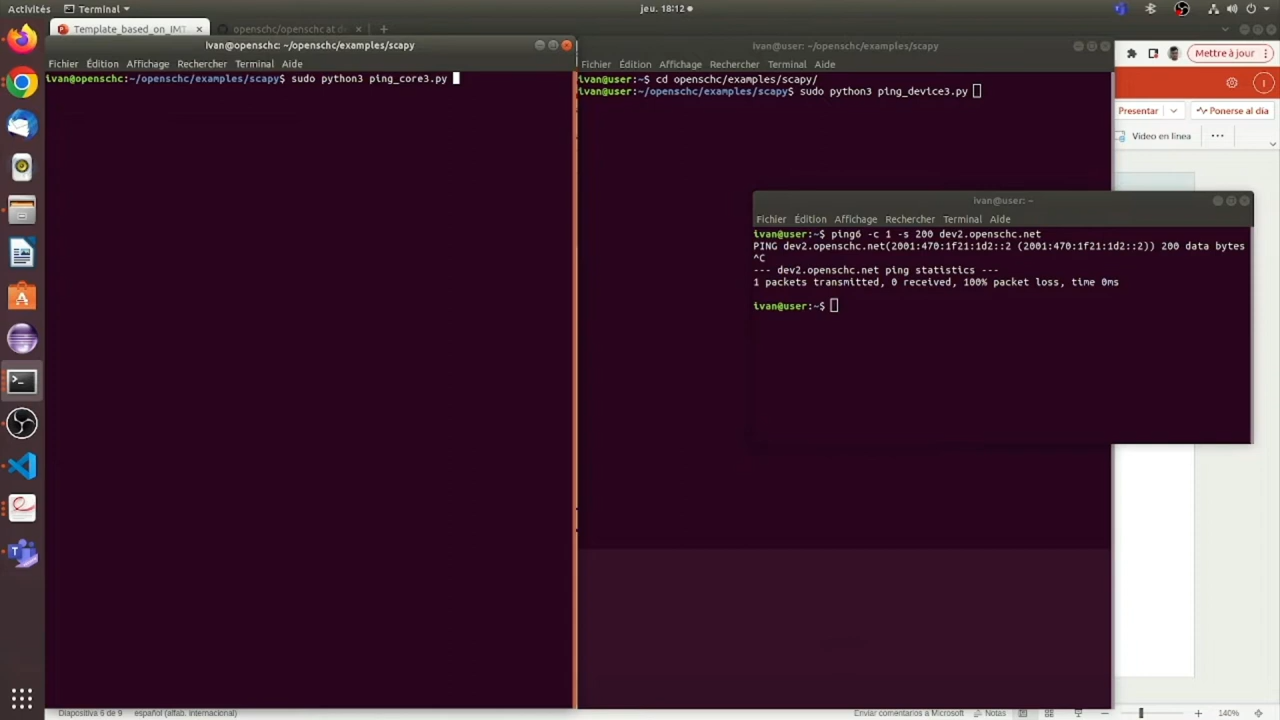 Activités
Terminal
jeu. 18:12
Template_based_on_IMT
openschc/openschc at de
ivan@openschc: ~/openschc/examples/scapy
Fichier Édition Affichage Rechercher Terminal Aide
ivan@openschc:~/openschc/examples/scapy$ sudo python3 ping_core3.py
ivan@user: ~/openschc/examples/scapy
Fichier Édition Affichage Rechercher Terminal Aide
ivan@user:~$ cd openschc/examples/scapy/
ivan@user:~/openschc/examples/scapy$ sudo python3 ping_device3.py
ivan@user: ~
Fichier Édition Affichage Rechercher Terminal Aide
ivan@user:~$ ping6 -c 1 -s 200 dev2.openschc.net
PING dev2.openschc.net(2001:470:1f21:1d2::2 (2001:470:1f21:1d2::2)) 200 data bytes
^C
--- dev2.openschc.net ping statistics ---
1 packets transmitted, 0 received, 100% packet loss, time 0ms
ivan@user:~$
Mettre à jour
I
Presentar
Ponerse al día
Vídeo en línea
Diapositiva 6 de 9
español (alfab. internacional)
Enviar comentarios a Microsoft
Notas
140%